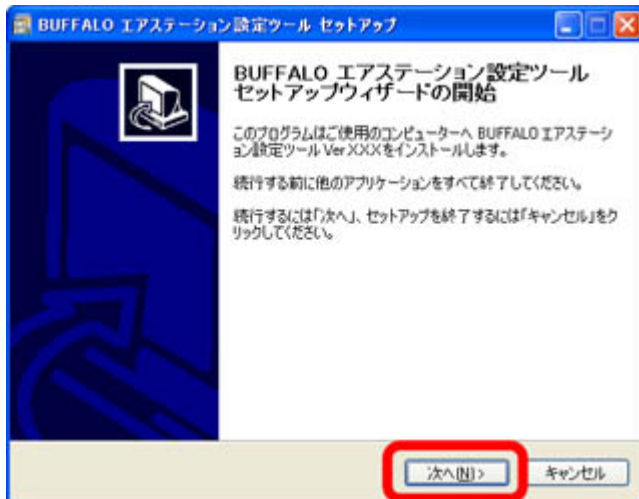 BUFFALO エアステーション設定ツール セットアップ
BUFFALO エアステーション設定ツール
セットアップウィザードの開始
このプログラムはご使用のコンピューターへ BUFFALO エアステーシ
ョン設定ツール Ver.XXXをインストールします。
続行する前に他のアプリケーションをすべて終了してください。
続行するには「次へ」、セットアップを終了するには「キャンセル」をク
リックしてください。
次へ(N) >
キャンセル